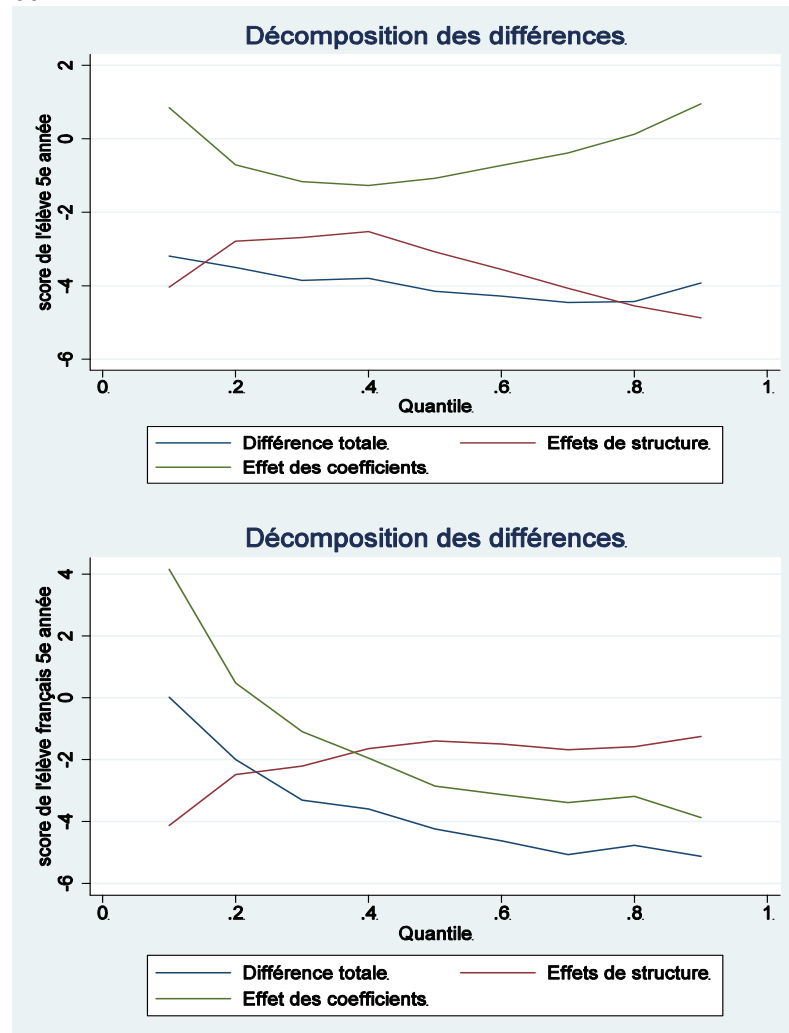 Décomposition des différences.
score de l'élève 5e année
2
0
-2
-4
-6
0. .2. .4. .6. .8. 1.
Quantile.
Différence totale. Effets de structure.
Effet des coefficients.
Décomposition des différences.
score de l'élève français 5e année
4
2
0
-2
-4
-6
0. .2. .4. .6. .8. 1.
Quantile.
Différence totale. Effets de structure.
Effet des coefficients.